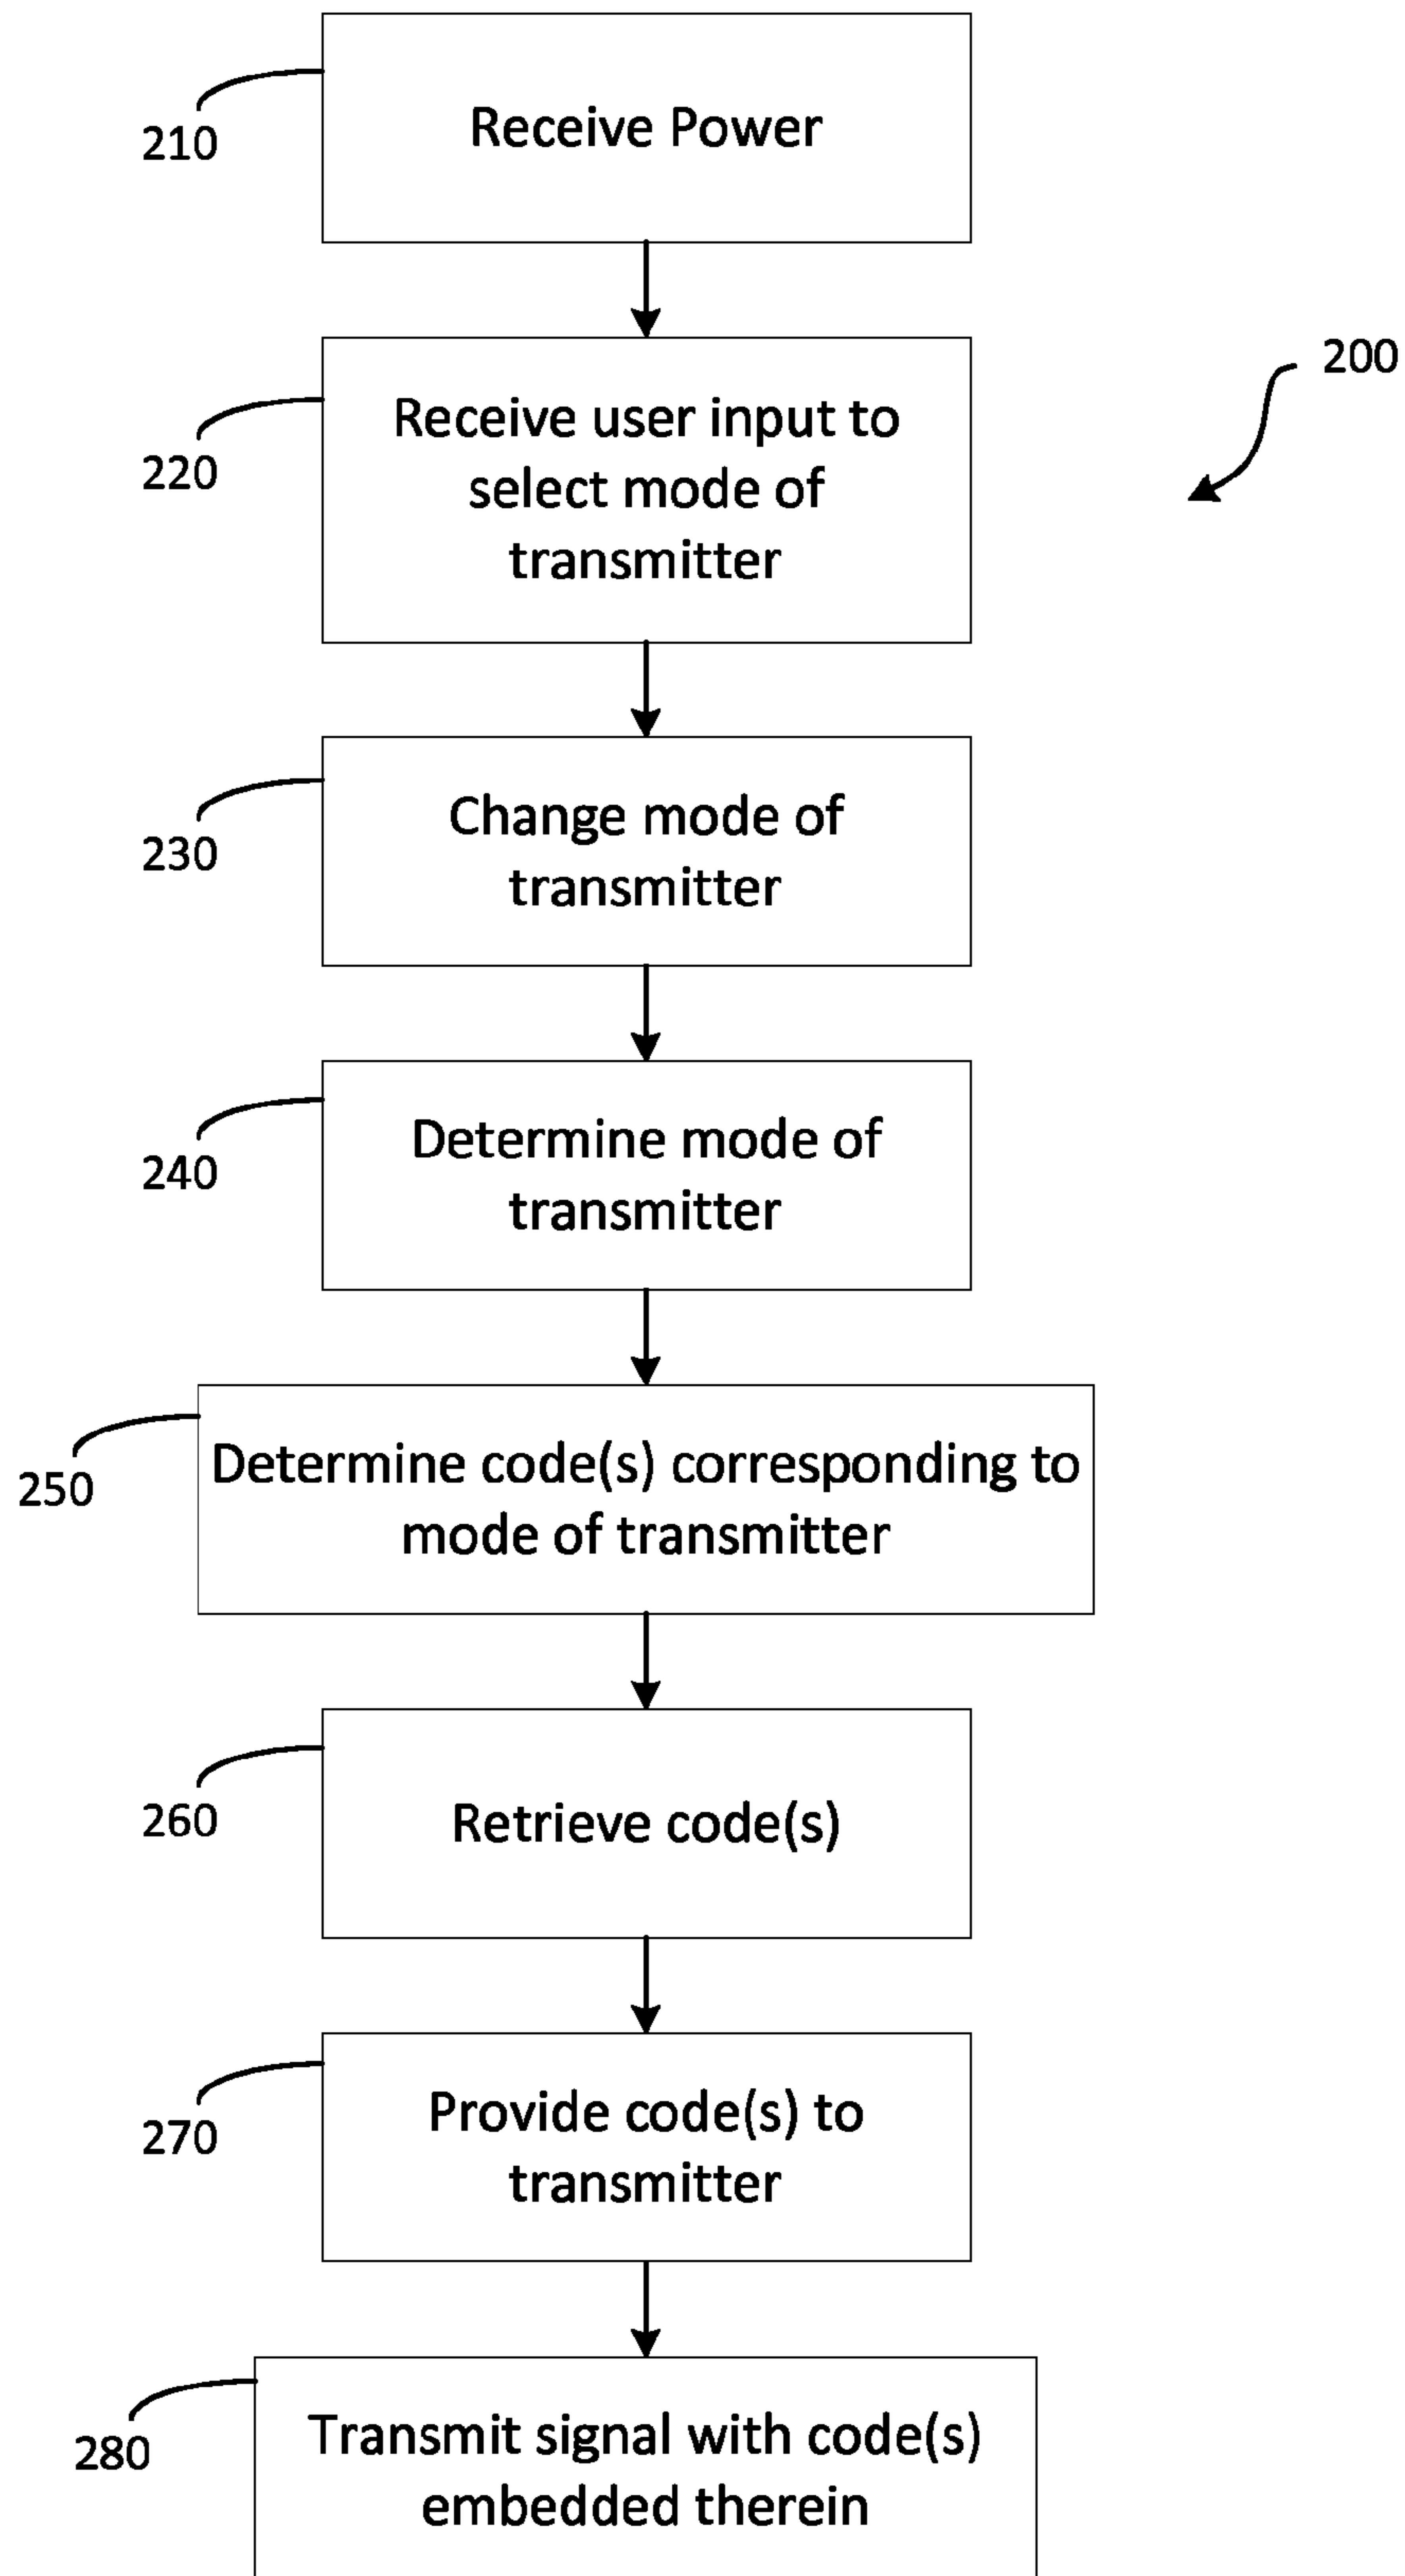 Receive Power
210
200
Receive user input to
select mode of
transmitter
220
Change mode of
transmitter
230
Determine mode of
transmitter
240
Determine code(s) corresponding to
mode of transmitter
250
Retrieve code(s)
260
Provide code(s) to
transmitter
270
Transmit signal with code(s)
embedded therein
280